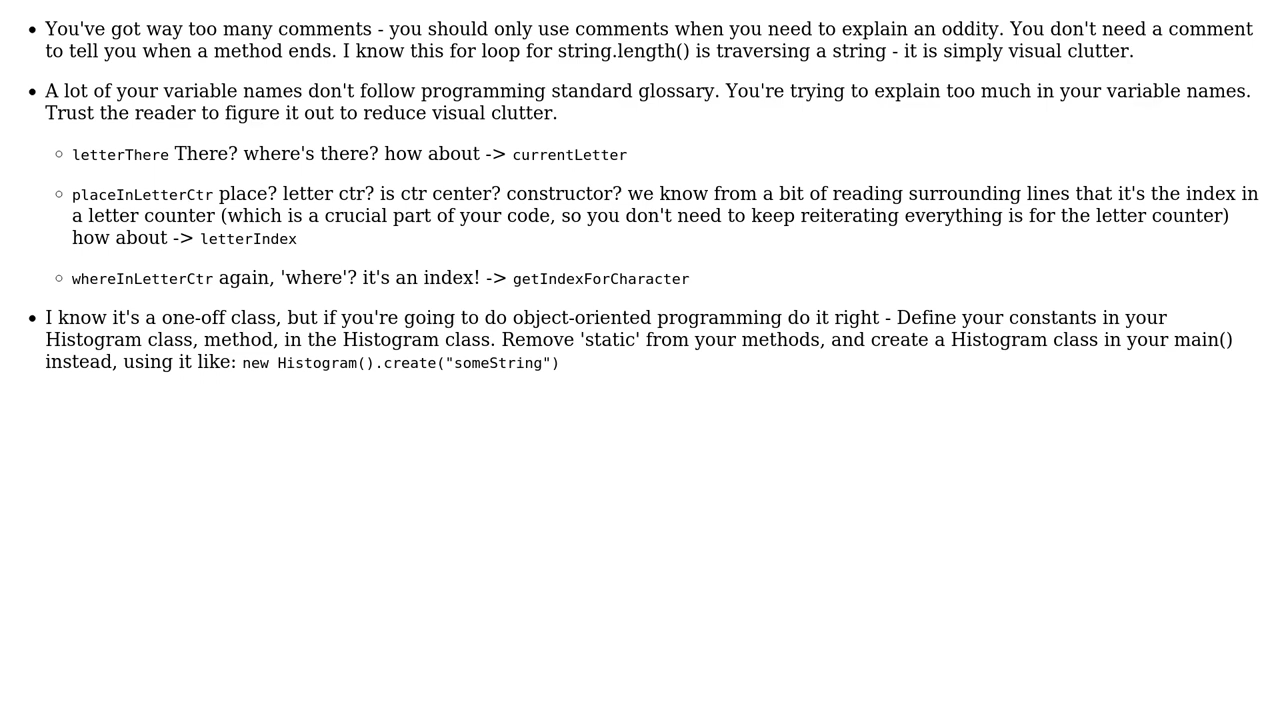 You've got way too many comments - you should only use comments when you need to explain an oddity. You don't need a comment
to tell you when a method ends. I know this for loop for string.length() is traversing a string - it is simply visual clutter.
A lot of your variable names don't follow programming standard glossary. You're trying to explain too much in your variable names.
Trust the reader to figure it out to reduce visual clutter.
letterThere There? where's there? how about -> currentLetter
placeInLetterCtr place? letter ctr? is ctr center? constructor? we know from a bit of reading surrounding lines that it's the index in
a letter counter (which is a crucial part of your code, so you don't need to keep reiterating everything is for the letter counter)
how about -> letterIndex
whereInLetterCtr again, 'where'? it's an index! -> getIndexForCharacter
I know it's a one-off class, but if you're going to do object-oriented programming do it right - Define your constants in your
Histogram class, method, in the Histogram class. Remove 'static' from your methods, and create a Histogram class in your main()
instead, using it like: new Histogram().create("someString")